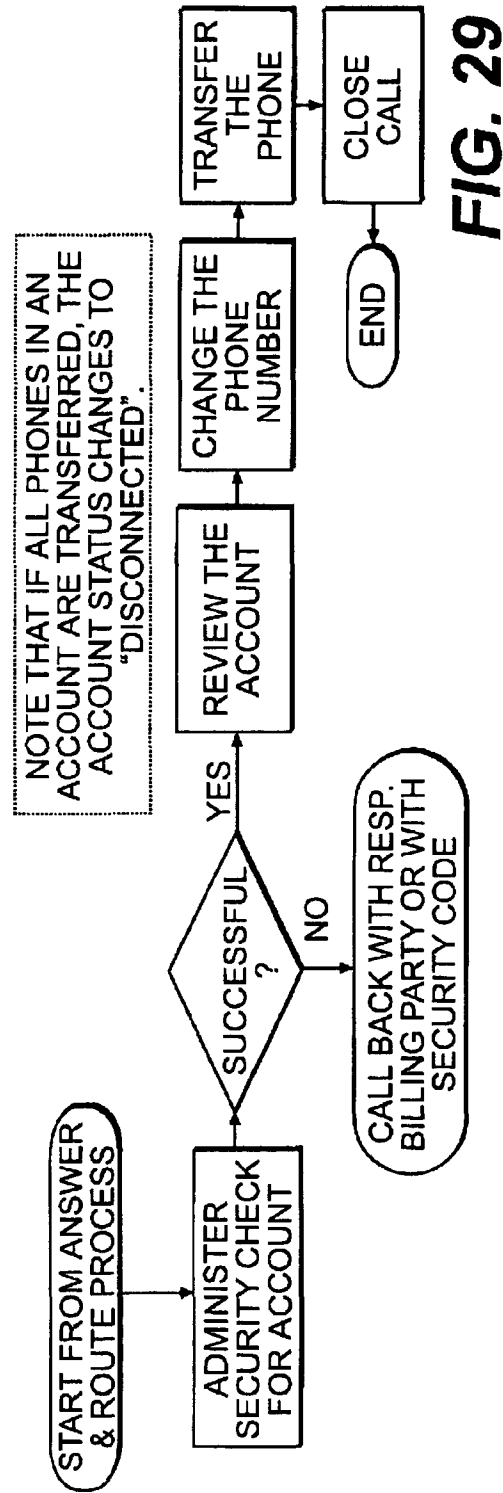 START FROM ANSWER
& ROUTE PROCESS
ADMINISTER
SECURITY CHECK
FOR ACCOUNT
SUCCESSFUL
?
YES
NO
CALL BACK WITH RESP.
BILLING PARTY OR WITH
SECURITY CODE
NOTE THAT IF ALL PHONES IN AN
ACCOUNT ARE TRANSFERRED, THE
ACCOUNT STATUS CHANGES TO
"DISCONNECTED".
REVIEW THE
ACCOUNT
CHANGE THE
PHONE
NUMBER
TRANSFER
THE
PHONE
CLOSE
CALL
END
FIG. 29